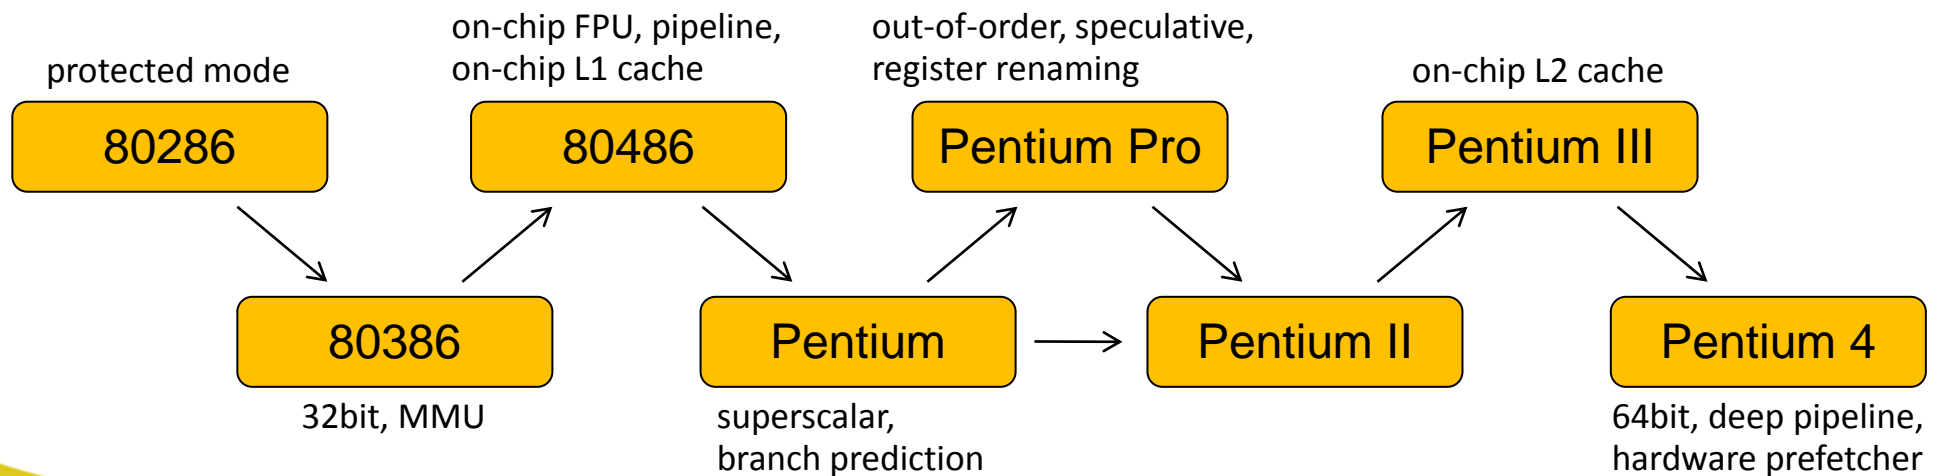 protected mode
80286
80386
32bit, MMU
on-chip FPU, pipeline,
on-chip L1 cache
80486
Pentium
superscalar,
branch prediction
out-of-order, speculative,
register renaming
Pentium Pro
Pentium II
on-chip L2 cache
Pentium III
Pentium 4
64bit, deep pipeline,
hardware prefetcher